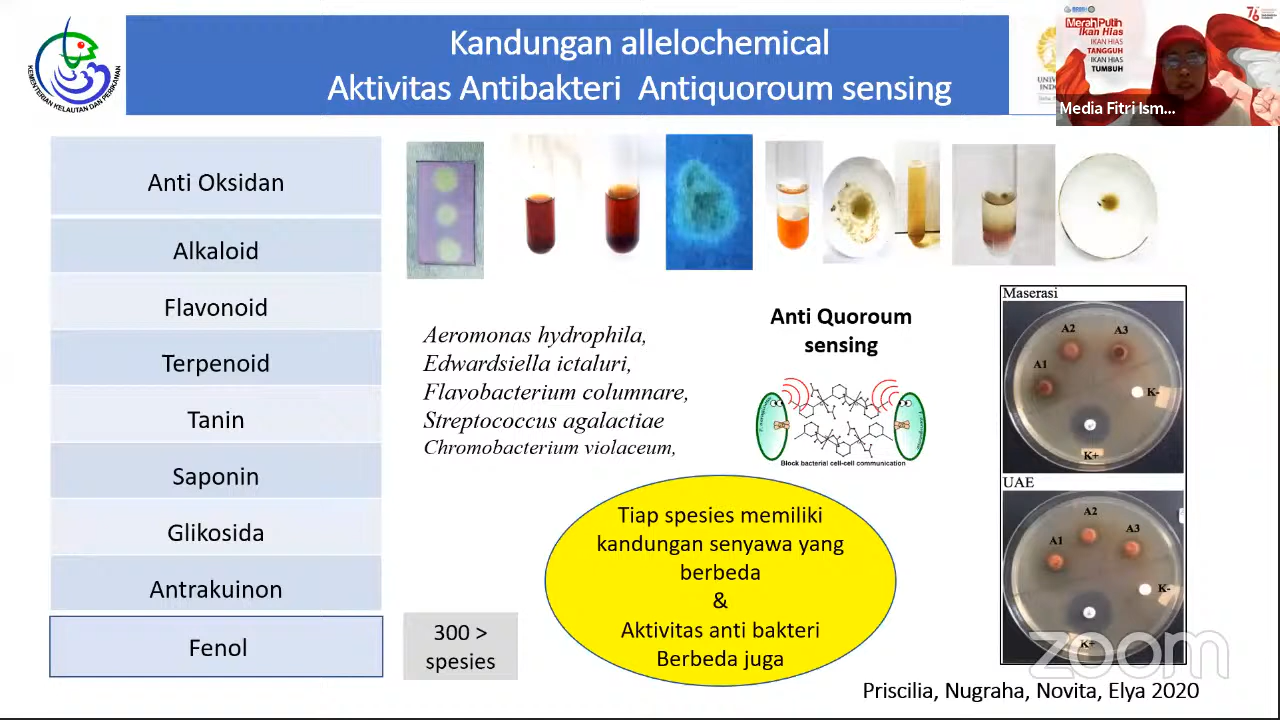 Kandungan allelochemical
Aktivitas Antibakteri Antiquoroum sensing
KEMENTERIAN KELAUTAN DAN PERIKANAN
Merah Putih
Ikan Hias
IKAN HIAS
TANGGUH
IKAN HIAS
TUMBUH
76
Media Fitri Ism...
Anti Oksidan
Alkaloid
Flavonoid
Terpenoid
Tanin
Saponin
Glikosida
Antrakuinon
Fenol
Aeromonas hydrophila,
Edwardsiella ictaluri,
Flavobacterium columnare,
Streptococcus agalactiae
Chromobacterium violaceum,
Anti Quoroum
sensing
Block bacterial cell-cell communication
300 >
spesies
Tiap spesies memiliki
kandungan senyawa yang
berbeda
&
Aktivitas anti bakteri
Berbeda juga
Maserasi
A2
A3
A1
K-
K+
UAE
A2
A3
A1
K-
K+
zoom
Priscilia, Nugraha, Novita, Elya 2020